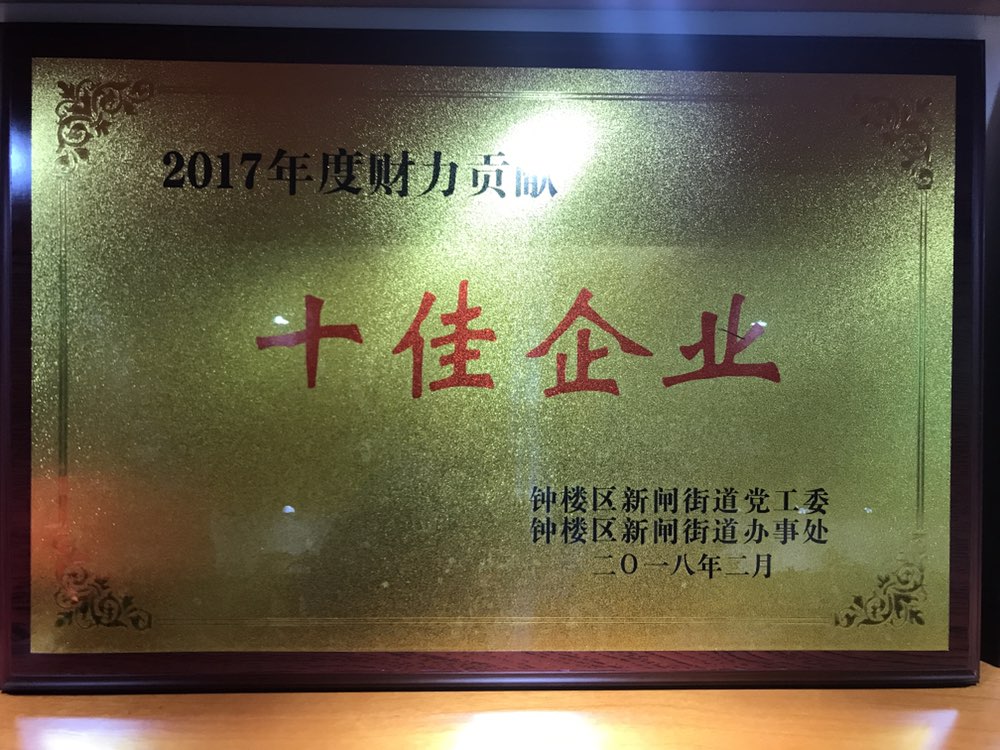 2017年度财力贡献
十佳企业
钟楼区新闸街道党工委
钟楼区新闸街道办事处
二〇一八年二月